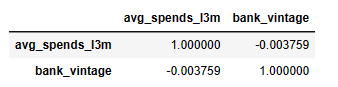 avg_spends_l3m bank_vintage
avg_spends_l3m 1.000000 -0.003759
bank_vintage -0.003759 1.000000